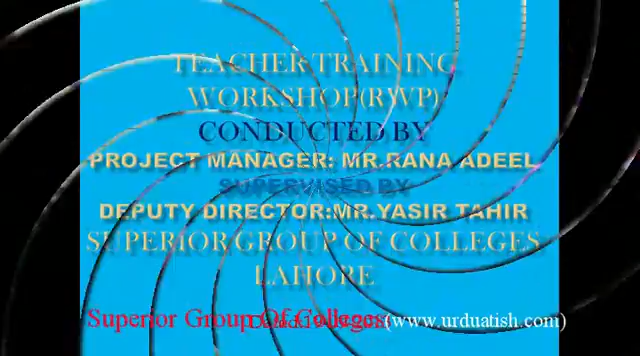 TEACHER TRAINING
WORKSHOP(RWP)
CONDUCTED BY
PROJECT MANAGER: MR.RANA ADEEL
SUPERVISED BY
DEPUTY DIRECTOR:MR.YASIR TAHIR
SUPERIOR GROUP OF COLLEGES
LAHORE
Superior Group Of Colleges (www.urduatish.com)